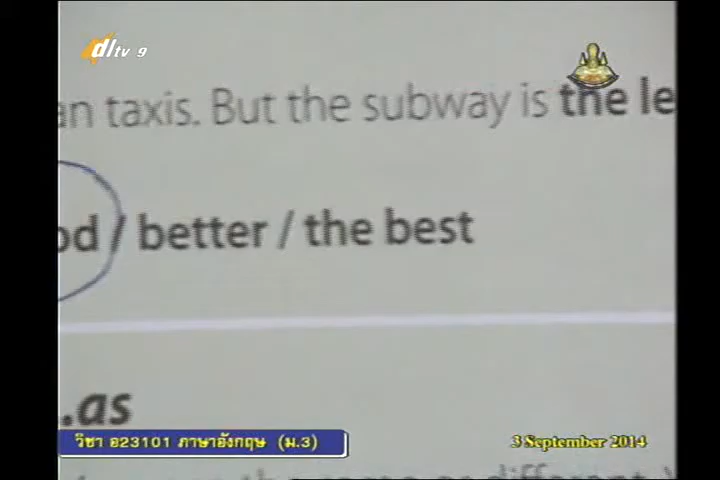 dltv 9
an taxis. But the subway is the le
od / better / the best
.as
วิชา อ23101 ภาษาอังกฤษ (ม.3)
3 September 2014